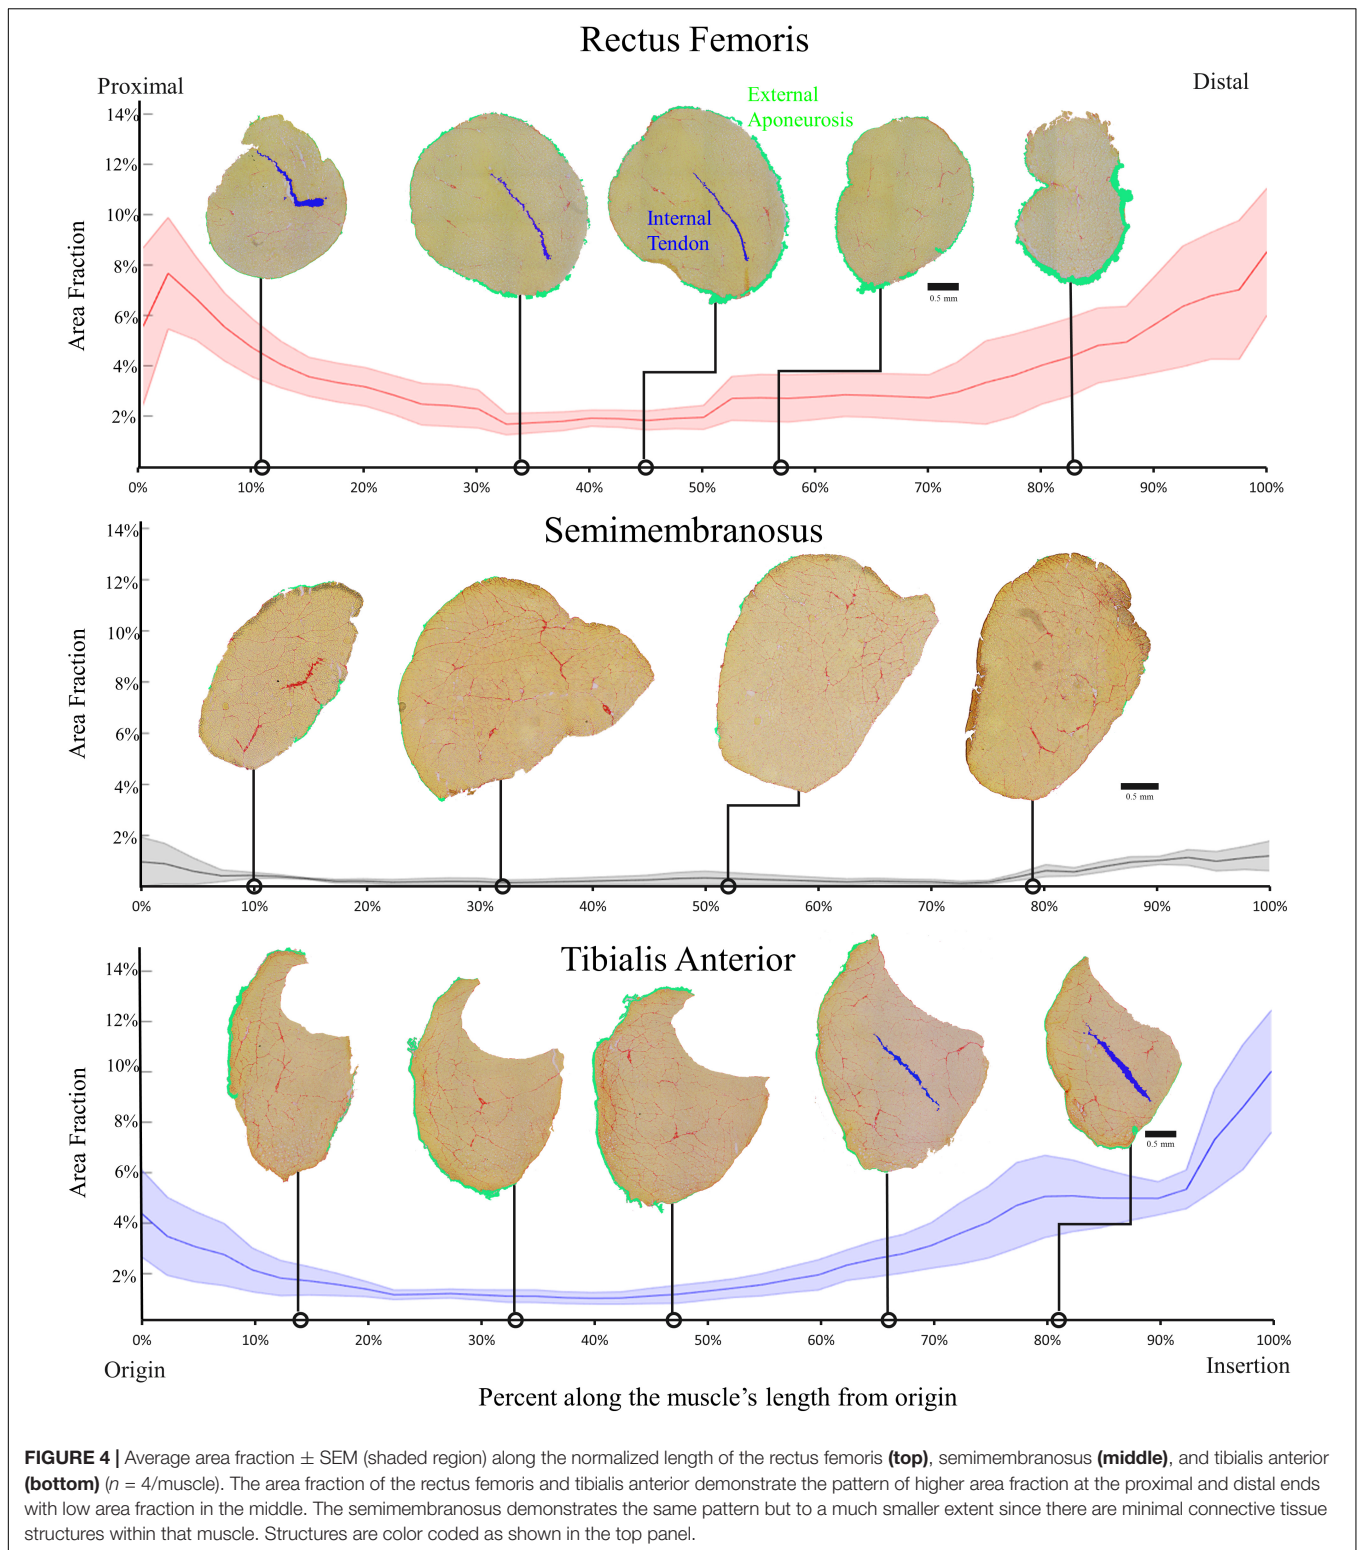 Rectus Femoris
Proximal
Distal
External
Aponeurosis
Internal
Tendon
Area Fraction
14%
12%
10%
8%
6%
4%
2%
0.5 mm
0% 10% 20% 30% 40% 50% 60% 70% 80% 90% 100%
Semimembranosus
Area Fraction
14%
12%
10%
8%
6%
4%
2%
0.5 mm
0% 10% 20% 30% 40% 50% 60% 70% 80% 90% 100%
Tibialis Anterior
Area Fraction
14%
12%
10%
8%
6%
4%
2%
0.5 mm
0% 10% 20% 30% 40% 50% 60% 70% 80% 90% 100%
Origin
Insertion
Percent along the muscle’s length from origin
FIGURE 4 | Average area fraction ± SEM (shaded region) along the normalized length of the rectus femoris (top), semimembranosus (middle), and tibialis anterior
(bottom) (n = 4/muscle). The area fraction of the rectus femoris and tibialis anterior demonstrate the pattern of higher area fraction at the proximal and distal ends
with low area fraction in the middle. The semimembranosus demonstrates the same pattern but to a much smaller extent since there are minimal connective tissue
structures within that muscle. Structures are color coded as shown in the top panel.